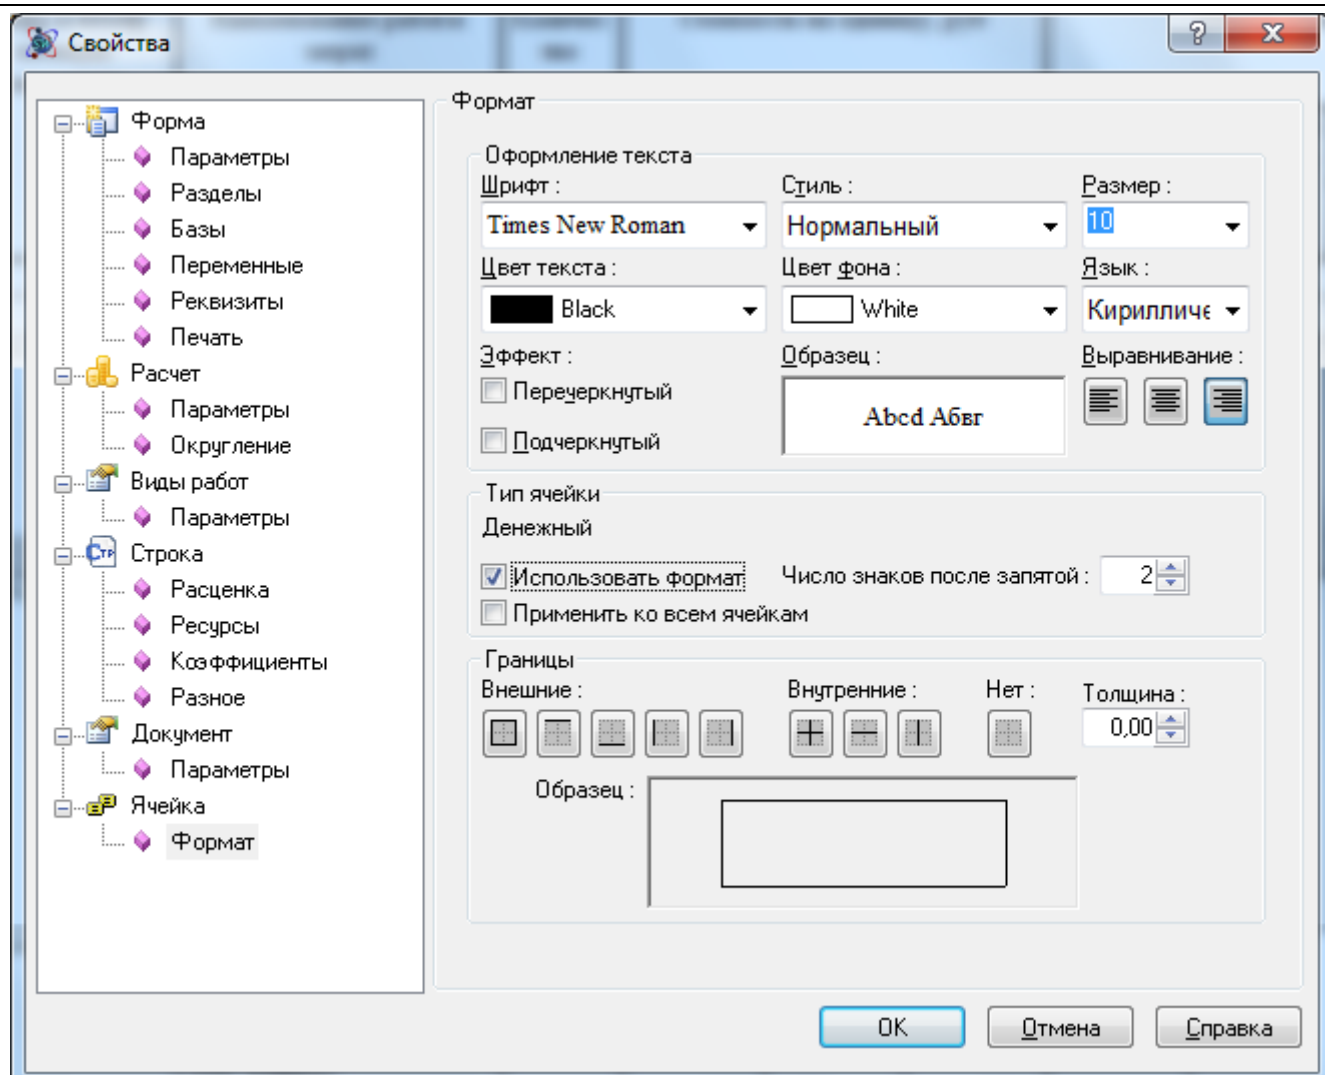 Свойства
Форма
Параметры
Разделы
Базы
Переменные
Реквизиты
Печать
Расчет
Параметры
Округление
Виды работ
Параметры
Стр Строка
Расценка
Ресурсы
Коэффициенты
Разное
Документ
Параметры
Ячейка
Формат
Формат
Оформление текста
Шрифт : Стиль : Размер :
Times New Roman Нормальный 10
Цвет текста : Цвет фона : Язык :
Black White Кирилличе
Эффект : Образец : Выравнивание :
Перечеркнутый
Abcd Абвг
Подчеркнутый
Тип ячейки
Денежный
Использовать формат Число знаков после запятой : 2
Применить ко всем ячейкам
Границы
Внешние : Внутренние : Нет : Толщина :
0,00
Образец :
OK Отмена Справка